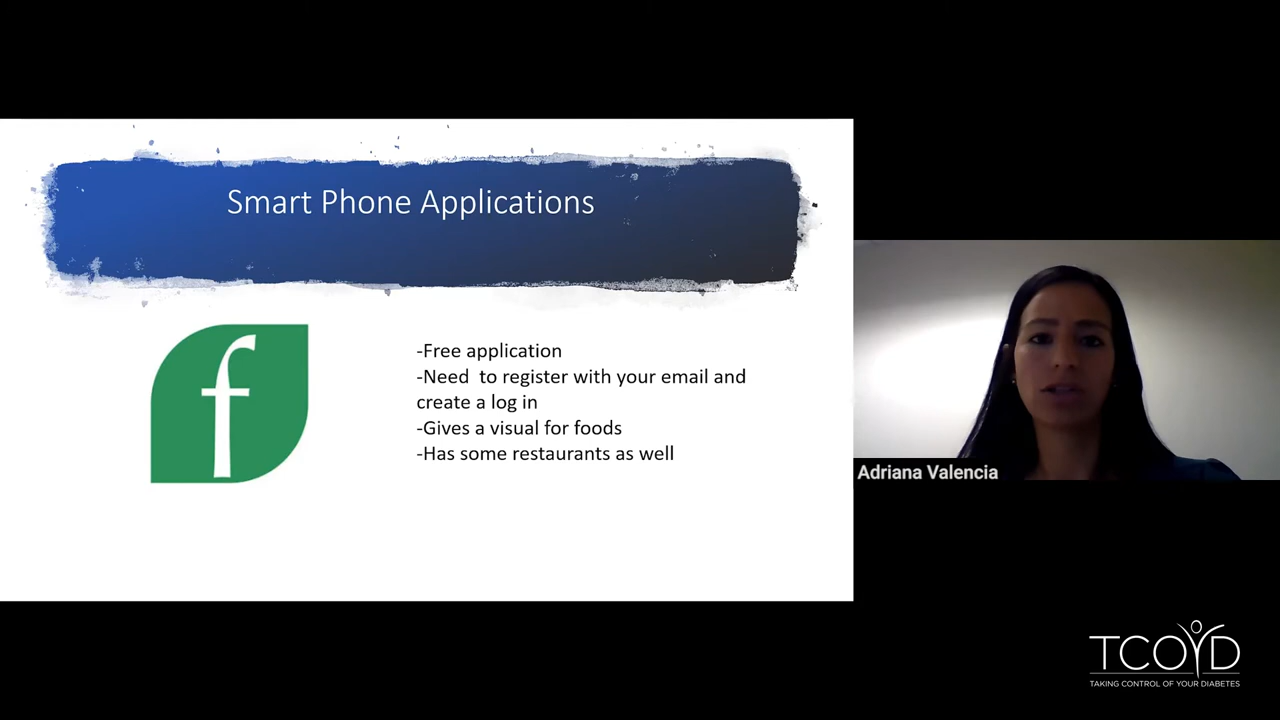 Smart Phone Applications
f
-Free application
-Need  to register with your email and
create a log in
-Gives a visual for foods
-Has some restaurants as well
Adriana Valencia
TCOYD
TAKING CONTROL OF YOUR DIABETES